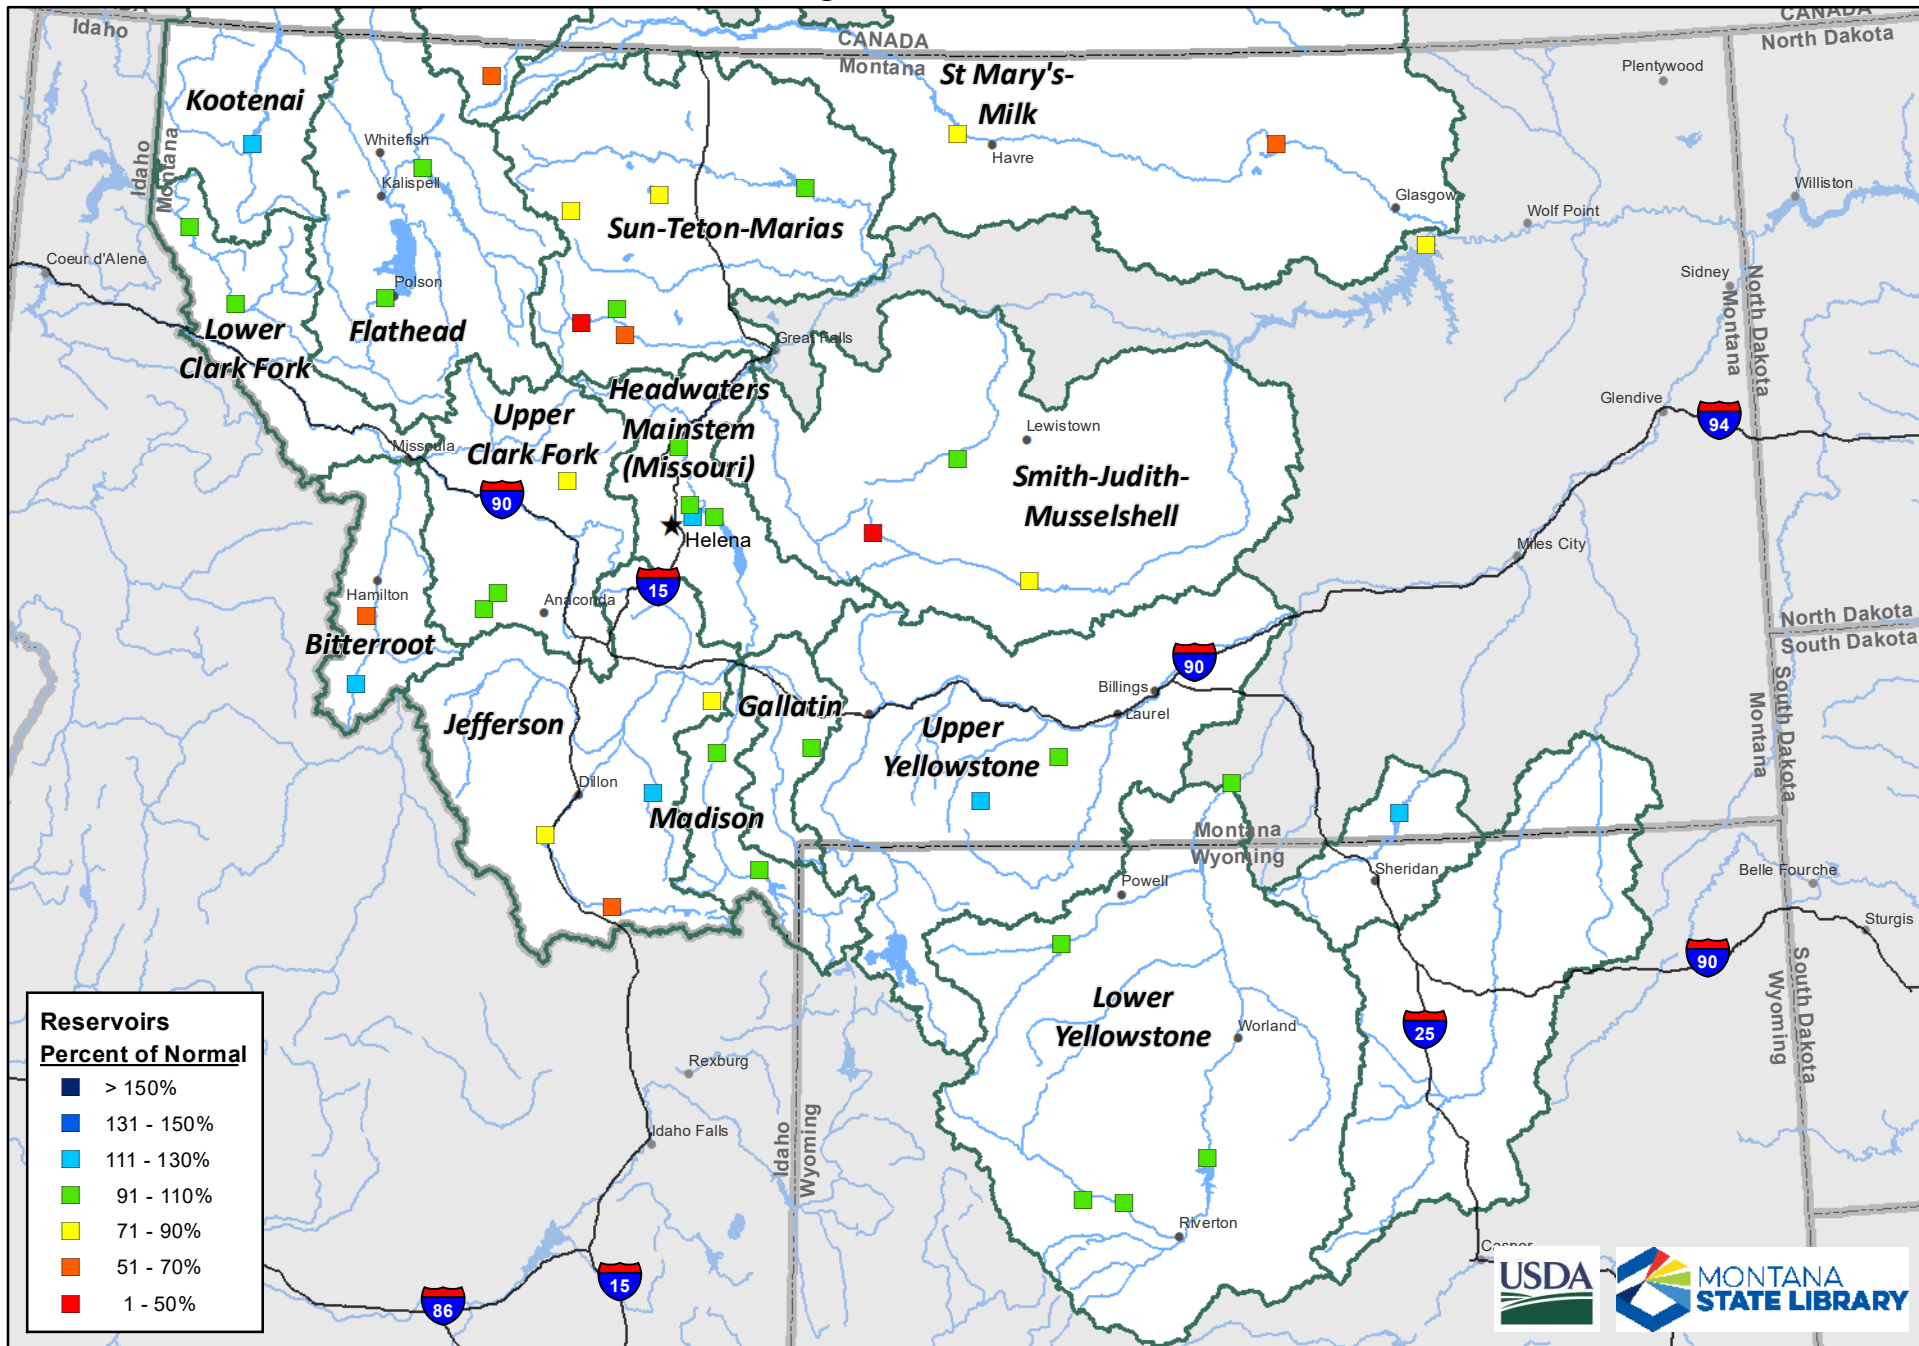 Idaho
CANADA
Montana
CANADA
North Dakota
Kootenai
St Mary's-
Milk
Plentywood
Whitefish
Havre
Idaho
Montana
Kalispell
Glasgow
Williston
Wolf Point
Sun-Teton-Marias
Coeur d'Alene
Polson
Sidney
Montana
North Dakota
Lower
Clark Fork
Flathead
Great Falls
Headwaters
Mainstem
(Missouri)
Upper
Clark Fork
Missoula
Lewistown
Glendive
94
Smith-Judith-
Musselshell
90
Helena
Miles City
15
Hamilton
Anaconda
Bitterroot
North Dakota
South Dakota
90
Billings
Laurel
Jefferson
Gallatin
Upper
Yellowstone
Montana
South Dakota
Dillon
Madison
Montana
Wyoming
Powell
Sheridan
Belle Fourche
Sturgis
90
Lower
Yellowstone
Worland
25
South Dakota
Wyoming
Rexburg
Idaho Falls
Idaho
Wyoming
Riverton
Casper
86
15
Reservoirs
Percent of Normal
> 150%
131 - 150%
111 - 130%
91 - 110%
71 - 90%
51 - 70%
1 - 50%
USDA
MONTANA
STATE LIBRARY